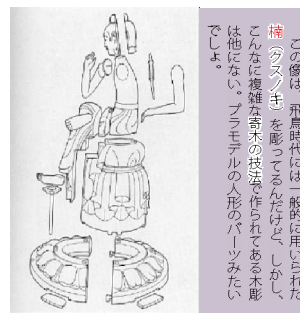 この像は、飛鳥時代には一般的に用いられた
楠（クスノキ）を彫ってるんだけど、しかし、
こんなに複雑な寄木の技法で作られてある木彫
は他にない。プラモデルの人形のパーツみたい
でしょ。